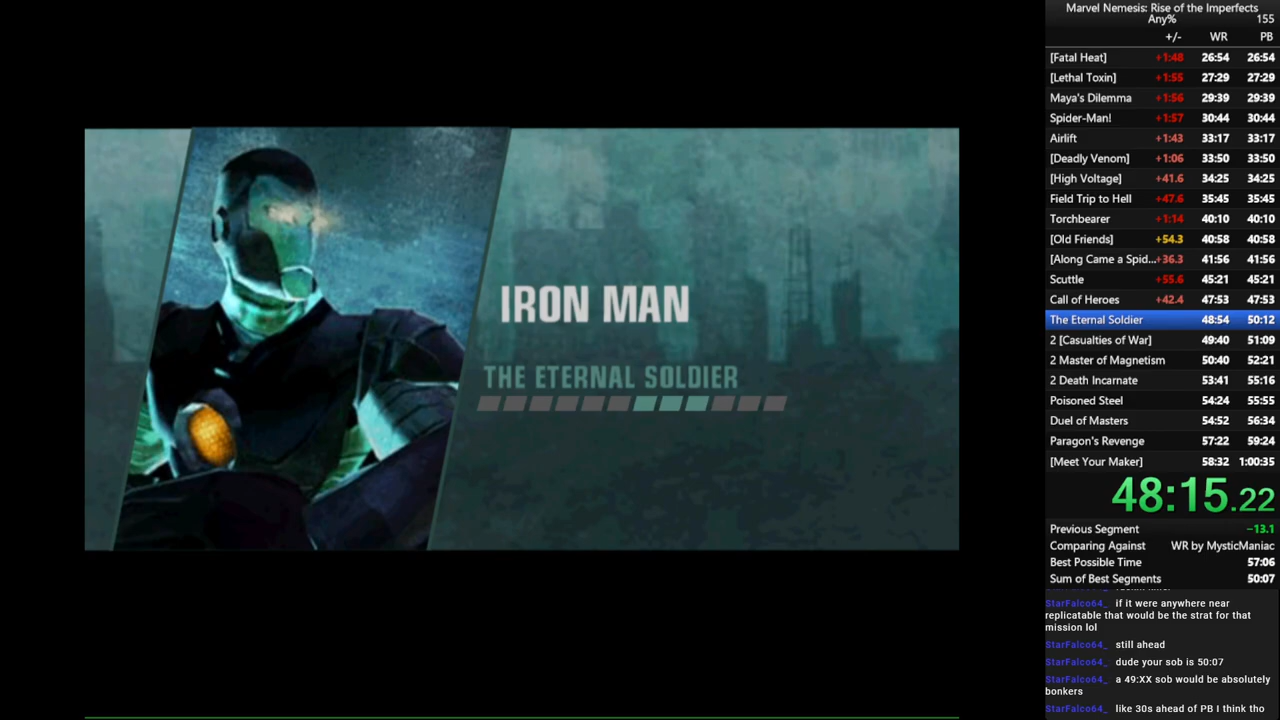 Marvel Nemesis: Rise of the Imperfects
Any% 155
+/- WR PB
[Fatal Heat] +1:48 26:54 26:54
[Lethal Toxin] +1:55 27:29 27:29
Maya's Dilemma +1:56 29:39 29:39
Spider-Man! +1:57 30:44 30:44
Airlift +1:43 33:17 33:17
[Deadly Venom] +1:06 33:50 33:50
[High Voltage] +41.6 34:25 34:25
Field Trip to Hell +47.6 35:45 35:45
Torchbearer +1:14 40:10 40:10
[Old Friends] +54.3 40:58 40:58
[Along Came a Spid... +36.3 41:56 41:56
Scuttle +55.6 45:21 45:21
Call of Heroes +42.4 47:53 47:53
The Eternal Soldier 48:54 50:12
2 [Casualties of War] 49:40 51:09
2 Master of Magnetism 50:40 52:21
2 Death Incarnate 53:41 55:16
Poisoned Steel 54:24 55:55
Duel of Masters 54:52 56:34
Paragon's Revenge 57:22 59:24
[Meet Your Maker] 58:32 1:00:35
48:15.22
Previous Segment −13.1
Comparing Against WR by MysticManiac
Best Possible Time 57:06
Sum of Best Segments 50:07
StarFalco64_ if it were anywhere near
replicatable that would be the strat for that
mission lol
StarFalco64_ still ahead
StarFalco64_ dude your sob is 50:07
StarFalco64_ a 49:XX sob would be absolutely
bonkers
StarFalco64_ like 30s ahead of PB I think tho
IRON MAN
THE ETERNAL SOLDIER